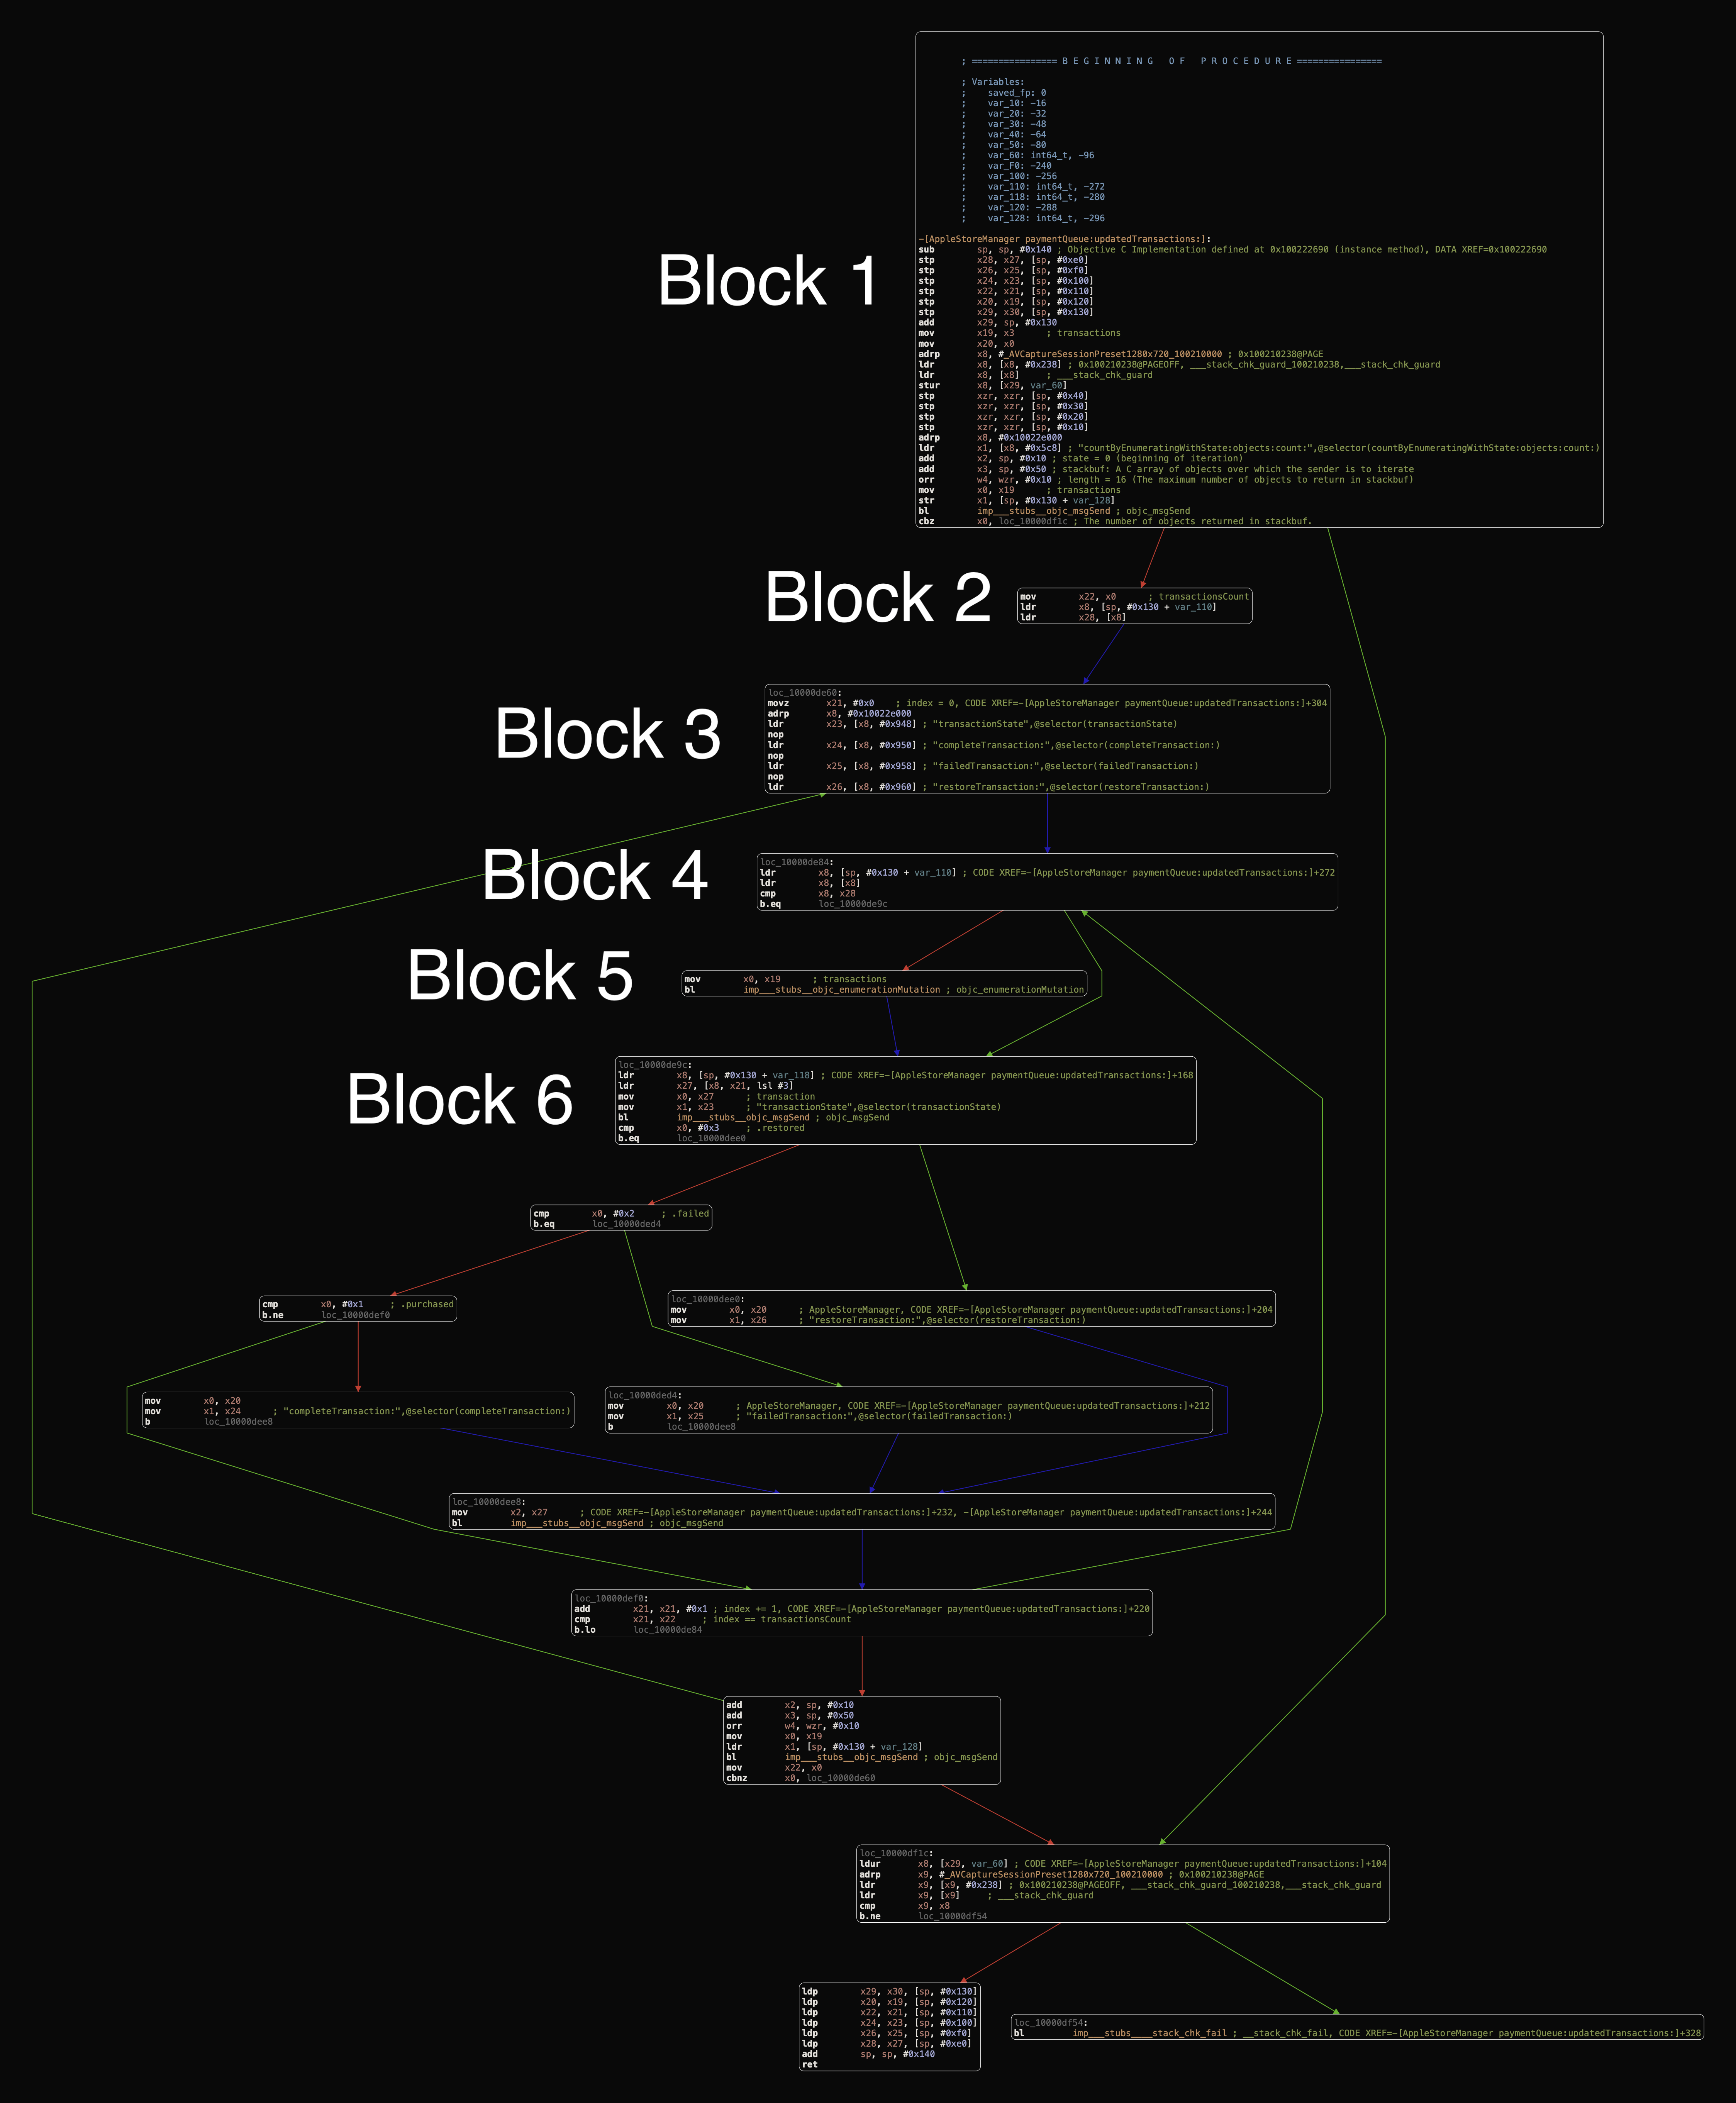 ; ================ B E G I N N I N G   O F   P R O C E D U R E ================
; Variables:
;    saved_fp: 0
;    var_10: -16
;    var_20: -32
;    var_30: -48
;    var_40: -64
;    var_50: -80
;    var_60: int64_t, -96
;    var_F0: -240
;    var_100: -256
;    var_110: int64_t, -272
;    var_118: int64_t, -280
;    var_120: -288
;    var_128: int64_t, -296
-[AppleStoreManager paymentQueue:updatedTransactions:]:
sub sp, sp, #0x140 ; Objective C Implementation defined at 0x100222690 (instance method), DATA XREF=0x100222690
stp x28, x27, [sp, #0xe0]
stp x26, x25, [sp, #0xf0]
stp x24, x23, [sp, #0x100]
stp x22, x21, [sp, #0x110]
stp x20, x19, [sp, #0x120]
stp x29, x30, [sp, #0x130]
add x29, sp, #0x130
mov x19, x3 ; transactions
mov x20, x0
adrp x8, #_AVCaptureSessionPreset1280x720_100210000 ; 0x100210238@PAGE
ldr x8, [x8, #0x238] ; 0x100210238@PAGEOFF, ___stack_chk_guard_100210238,___stack_chk_guard
ldr x8, [x8] ; ___stack_chk_guard
stur x8, [x29, var_60]
stp xzr, xzr, [sp, #0x40]
stp xzr, xzr, [sp, #0x30]
stp xzr, xzr, [sp, #0x20]
stp xzr, xzr, [sp, #0x10]
adrp x8, #0x10022e000
ldr x1, [x8, #0x5c8] ; "countByEnumeratingWithState:objects:count:",@selector(countByEnumeratingWithState:objects:count:)
add x2, sp, #0x10 ; state = 0 (beginning of iteration)
add x3, sp, #0x50 ; stackbuf: A C array of objects over which the sender is to iterate
orr w4, wzr, #0x10 ; length = 16 (The maximum number of objects to return in stackbuf)
mov x0, x19 ; transactions
str x1, [sp, #0x130 + var_128]
bl imp___stubs__objc_msgSend ; objc_msgSend
cbz x0, loc_10000df1c ; The number of objects returned in stackbuf.
Block 1
Block 2
mov x22, x0 ; transactionsCount
ldr x8, [sp, #0x130 + var_110]
ldr x28, [x8]
Block 3
loc_10000de60:
movz x21, #0x0 ; index = 0, CODE XREF=-[AppleStoreManager paymentQueue:updatedTransactions:]+304
adrp x8, #0x10022e000
ldr x23, [x8, #0x948] ; "transactionState",@selector(transactionState)
nop
ldr x24, [x8, #0x950] ; "completeTransaction:",@selector(completeTransaction:)
nop
ldr x25, [x8, #0x958] ; "failedTransaction:",@selector(failedTransaction:)
nop
ldr x26, [x8, #0x960] ; "restoreTransaction:",@selector(restoreTransaction:)
Block 4
loc_10000de84:
ldr x8, [sp, #0x130 + var_110] ; CODE XREF=-[AppleStoreManager paymentQueue:updatedTransactions:]+272
ldr x8, [x8]
cmp x8, x28
b.eq loc_10000de9c
Block 5
mov x0, x19 ; transactions
bl imp___stubs__objc_enumerationMutation ; objc_enumerationMutation
Block 6
loc_10000de9c:
ldr x8, [sp, #0x130 + var_118] ; CODE XREF=-[AppleStoreManager paymentQueue:updatedTransactions:]+168
ldr x27, [x8, x21, lsl #3]
mov x0, x27 ; transaction
mov x1, x23 ; "transactionState",@selector(transactionState)
bl imp___stubs__objc_msgSend ; objc_msgSend
cmp x0, #0x3 ; .restored
b.eq loc_10000dee0
cmp x0, #0x2 ; .failed
b.eq loc_10000ded4
cmp x0, #0x1 ; .purchased
b.ne loc_10000def0
loc_10000dee0:
mov x0, x20 ; AppleStoreManager, CODE XREF=-[AppleStoreManager paymentQueue:updatedTransactions:]+204
mov x1, x26 ; "restoreTransaction:",@selector(restoreTransaction:)
mov x0, x20
mov x1, x24 ; "completeTransaction:",@selector(completeTransaction:)
b loc_10000dee8
loc_10000ded4:
mov x0, x20 ; AppleStoreManager, CODE XREF=-[AppleStoreManager paymentQueue:updatedTransactions:]+212
mov x1, x25 ; "failedTransaction:",@selector(failedTransaction:)
b loc_10000dee8
loc_10000dee8:
mov x2, x27 ; CODE XREF=-[AppleStoreManager paymentQueue:updatedTransactions:]+232, -[AppleStoreManager paymentQueue:updatedTransactions:]+244
bl imp___stubs__objc_msgSend ; objc_msgSend
loc_10000def0:
add x21, x21, #0x1 ; index += 1, CODE XREF=-[AppleStoreManager paymentQueue:updatedTransactions:]+220
cmp x21, x22 ; index == transactionsCount
b.lo loc_10000de84
add x2, sp, #0x10
add x3, sp, #0x50
orr w4, wzr, #0x10
mov x0, x19
ldr x1, [sp, #0x130 + var_128]
bl imp___stubs__objc_msgSend ; objc_msgSend
mov x22, x0
cbnz x0, loc_10000de60
loc_10000df1c:
ldur x8, [x29, var_60] ; CODE XREF=-[AppleStoreManager paymentQueue:updatedTransactions:]+104
adrp x9, #_AVCaptureSessionPreset1280x720_100210000 ; 0x100210238@PAGE
ldr x9, [x9, #0x238] ; 0x100210238@PAGEOFF, ___stack_chk_guard_100210238,___stack_chk_guard
ldr x9, [x9] ; ___stack_chk_guard
cmp x9, x8
b.ne loc_10000df54
ldp x29, x30, [sp, #0x130]
ldp x20, x19, [sp, #0x120]
ldp x22, x21, [sp, #0x110]
ldp x24, x23, [sp, #0x100]
ldp x26, x25, [sp, #0xf0]
ldp x28, x27, [sp, #0xe0]
add sp, sp, #0x140
ret
loc_10000df54:
bl imp___stubs____stack_chk_fail ; __stack_chk_fail, CODE XREF=-[AppleStoreManager paymentQueue:updatedTransactions:]+328